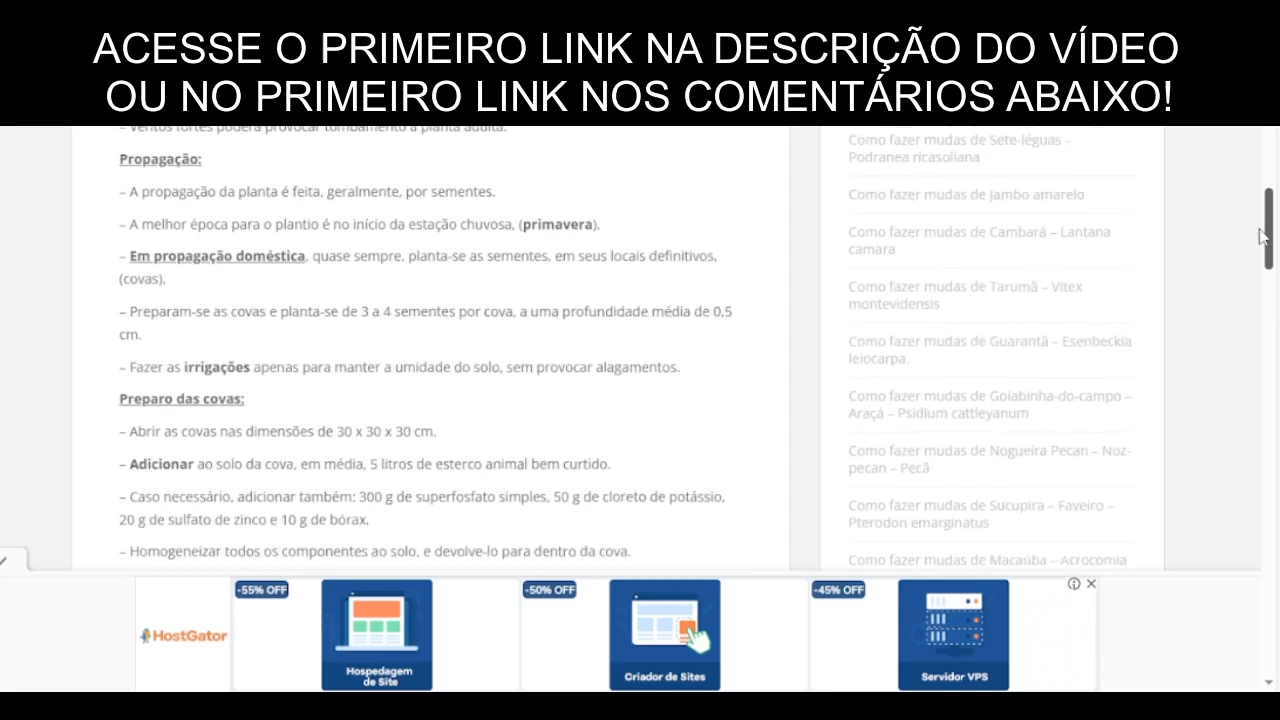 ACESSE O PRIMEIRO LINK NA DESCRIÇÃO DO VÍDEO
OU NO PRIMEIRO LINK NOS COMENTÁRIOS ABAIXO!
– Ventos fortes poderá provocar tombamento à planta adulta.
Propagação:
– A propagação da planta é feita, geralmente, por sementes.
– A melhor época para o plantio é no início da estação chuvosa, (primavera).
– Em propagação doméstica, quase sempre, planta-se as sementes, em seus locais definitivos,
(covas).
– Preparam-se as covas e planta-se de 3 a 4 sementes por cova, a uma profundidade média de 0,5
cm.
– Fazer as irrigações apenas para manter a umidade do solo, sem provocar alagamentos.
Preparo das covas:
– Abrir as covas nas dimensões de 30 x 30 x 30 cm.
– Adicionar ao solo da cova, em média, 5 litros de esterco animal bem curtido.
– Caso necessário, adicionar também: 300 g de superfosfato simples, 50 g de cloreto de potássio,
20 g de sulfato de zinco e 10 g de bórax.
– Homogeneizar todos os componentes ao solo, e devolve-lo para dentro da cova.
Como fazer mudas de Sete-léguas –
Podranea ricasoliana
Como fazer mudas de Jambo amarelo
Como fazer mudas de Cambará – Lantana
camara
Como fazer mudas de Tarumã – Vitex
montevidensis
Como fazer mudas de Guarantã – Esenbeckia
leiocarpa.
Como fazer mudas de Goiabinha-do-campo –
Araçá – Psidium cattleyanum
Como fazer mudas de Nogueira Pecan – Noz-
pecan – Pecã
Como fazer mudas de Sucupira – Faveiro –
Pterodon emarginatus
Como fazer mudas de Macaúba – Acrocomia
HostGator
-55% OFF
Hospedagem
de Site
-50% OFF
Criador de Sites
-45% OFF
Servidor VPS